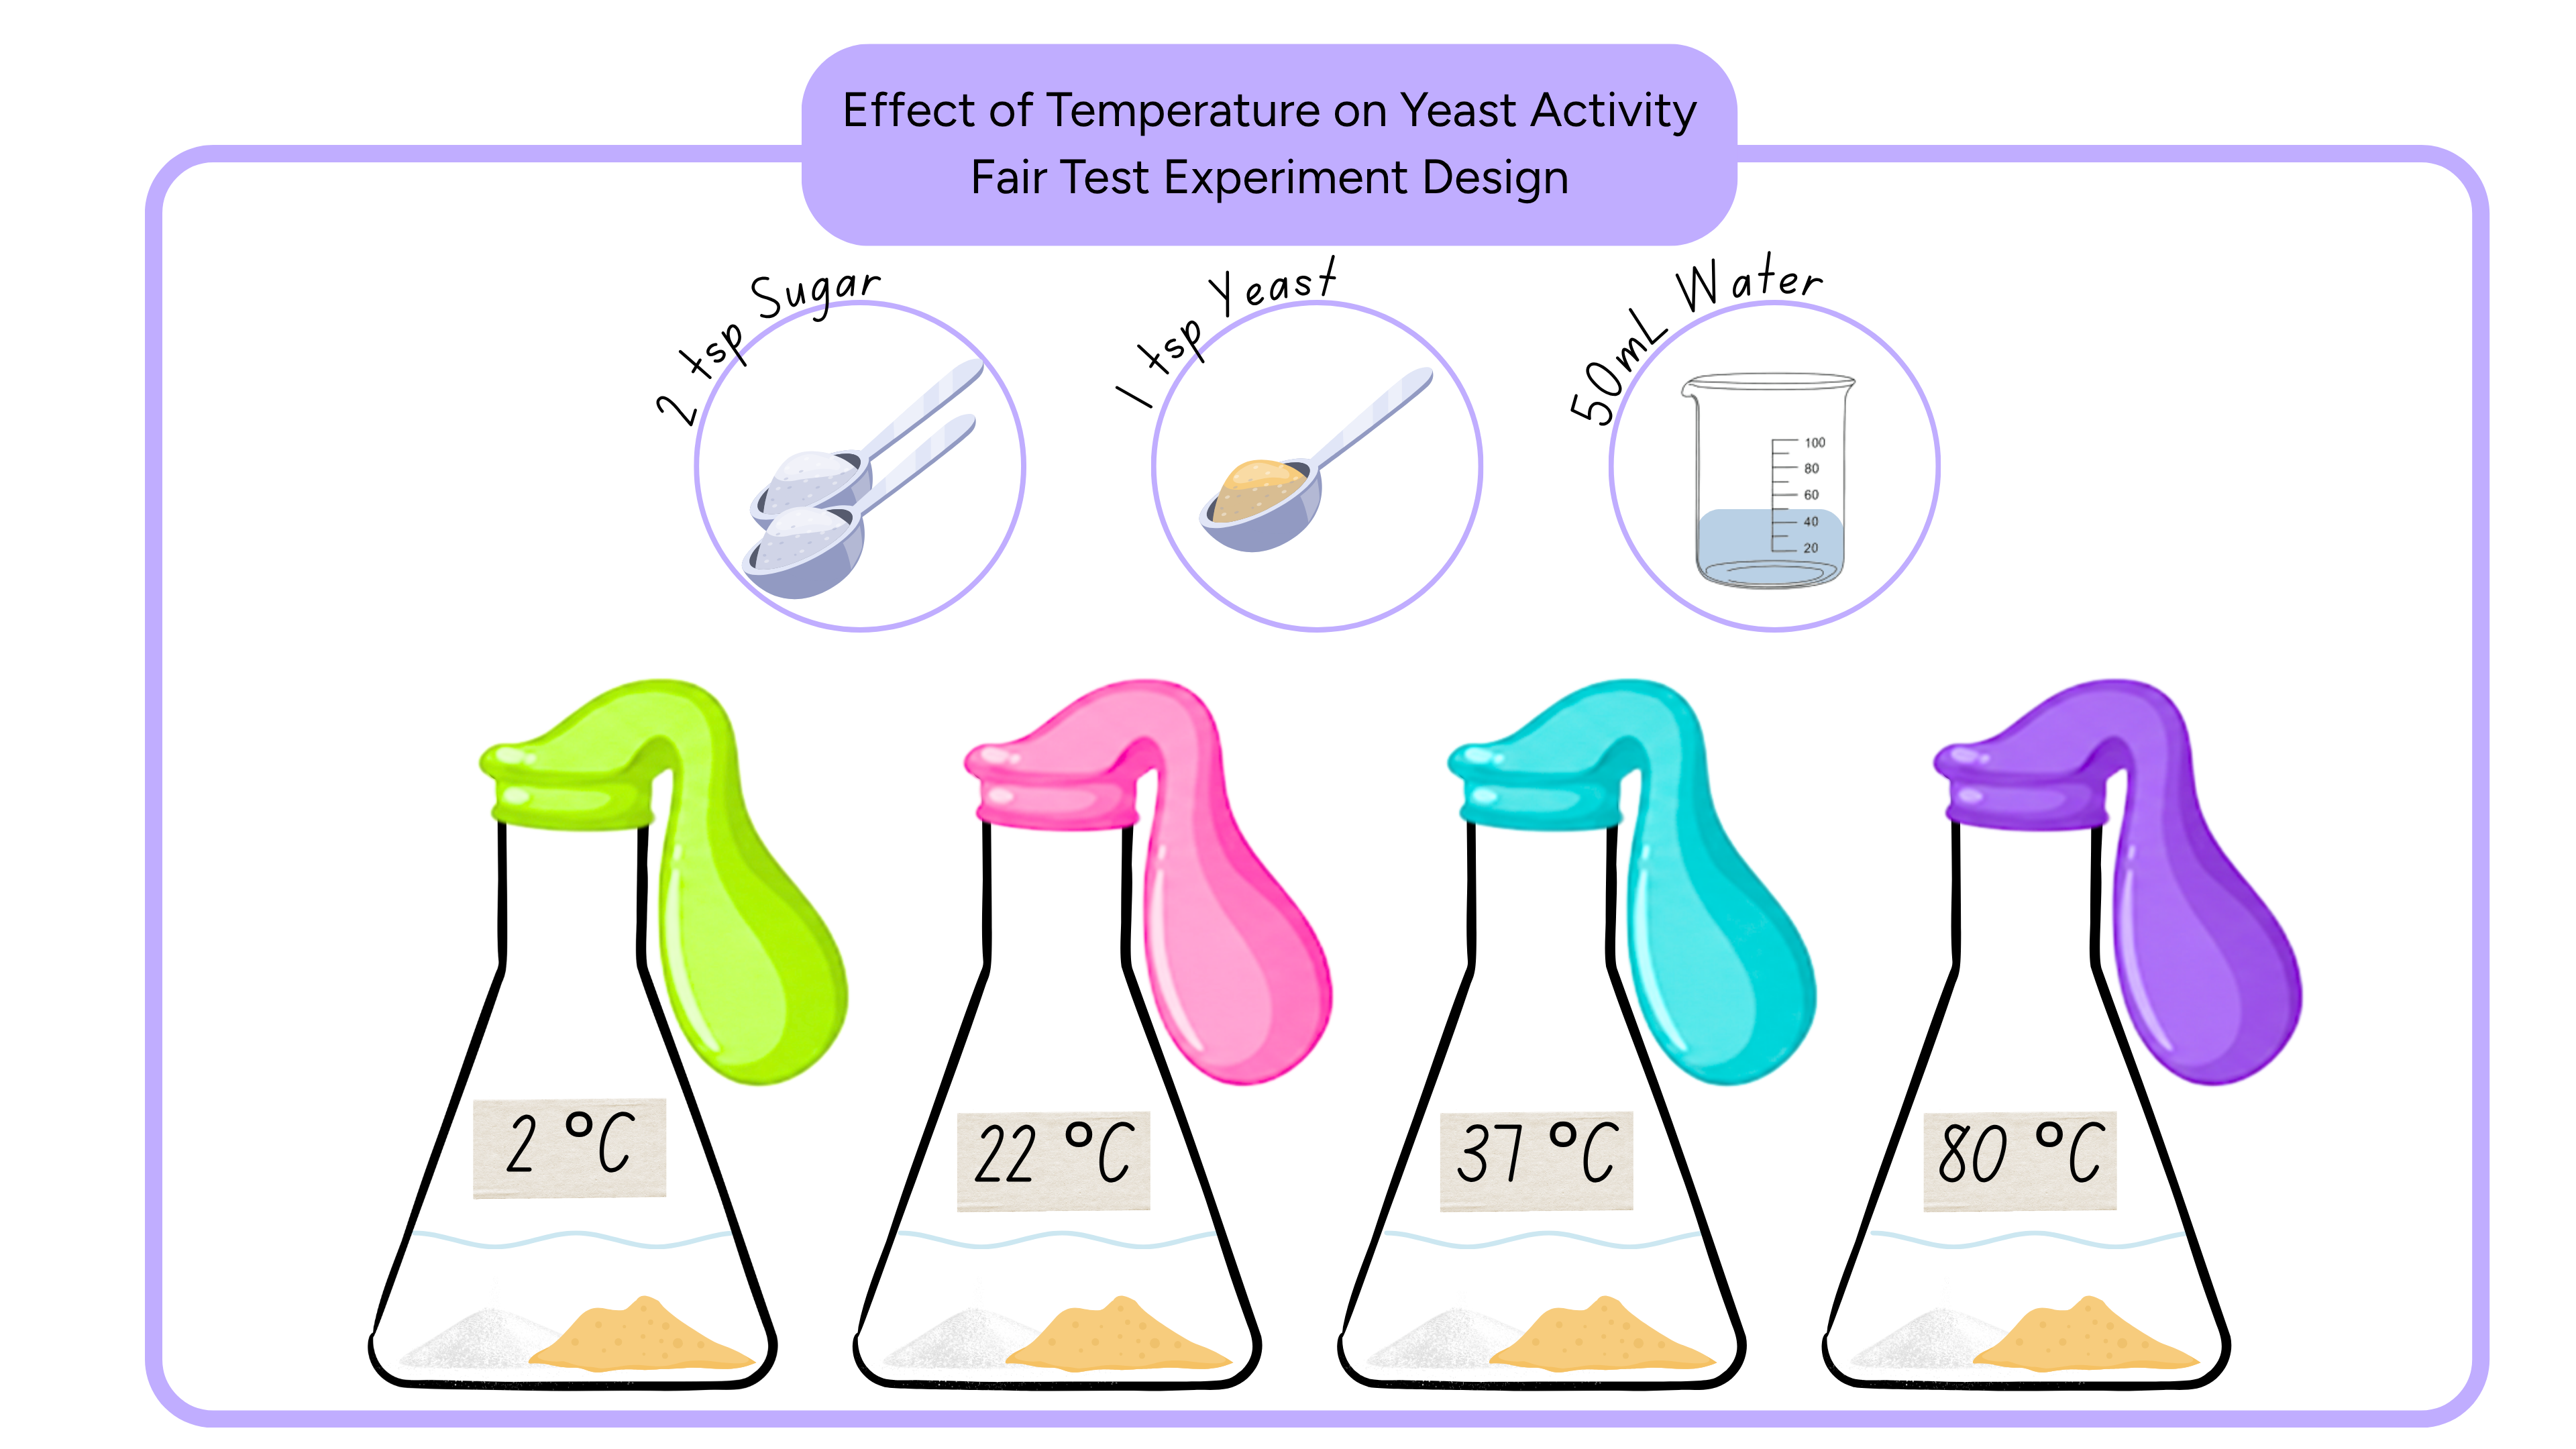 Effect of Temperature on Yeast Activity
Fair Test Experiment Design
2 tsp Sugar
1 tsp Yeast
50mL Water
100
80
60
40
20
2 °C
22 °C
37 °C
80 °C